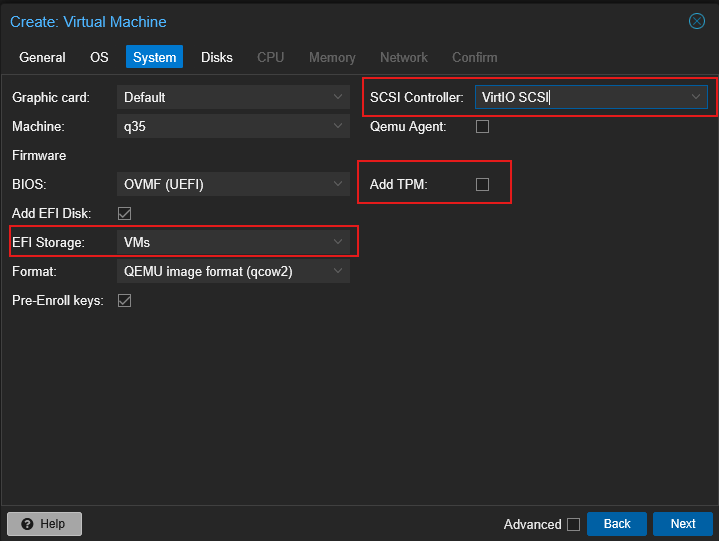 Create: Virtual Machine
General OS System Disks CPU Memory Network Confirm
Graphic card: Default
SCSI Controller: VirtIO SCSI
Machine: q35
Qemu Agent:
Firmware
BIOS: OVMF (UEFI)
Add TPM:
Add EFI Disk:
EFI Storage: VMs
Format: QEMU image format (qcow2)
Pre-Enroll keys:
? Help
Advanced Back Next